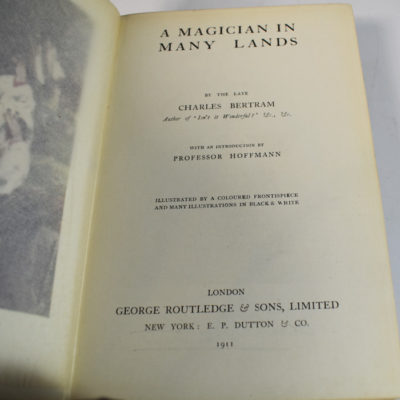 A MAGICIAN IN
MANY LANDS
BY THE LATE
CHARLES BERTRAM
Author of 'Isn't it Wonderful?' &c., &c.
WITH AN INTRODUCTION BY
PROFESSOR HOFFMANN
ILLUSTRATED BY A COLOURED FRONTISPIECE
AND MANY ILLUSTRATIONS IN BLACK & WHITE
LONDON
GEORGE ROUTLEDGE & SONS, LIMITED
NEW YORK: E. P. DUTTON & CO.
1911